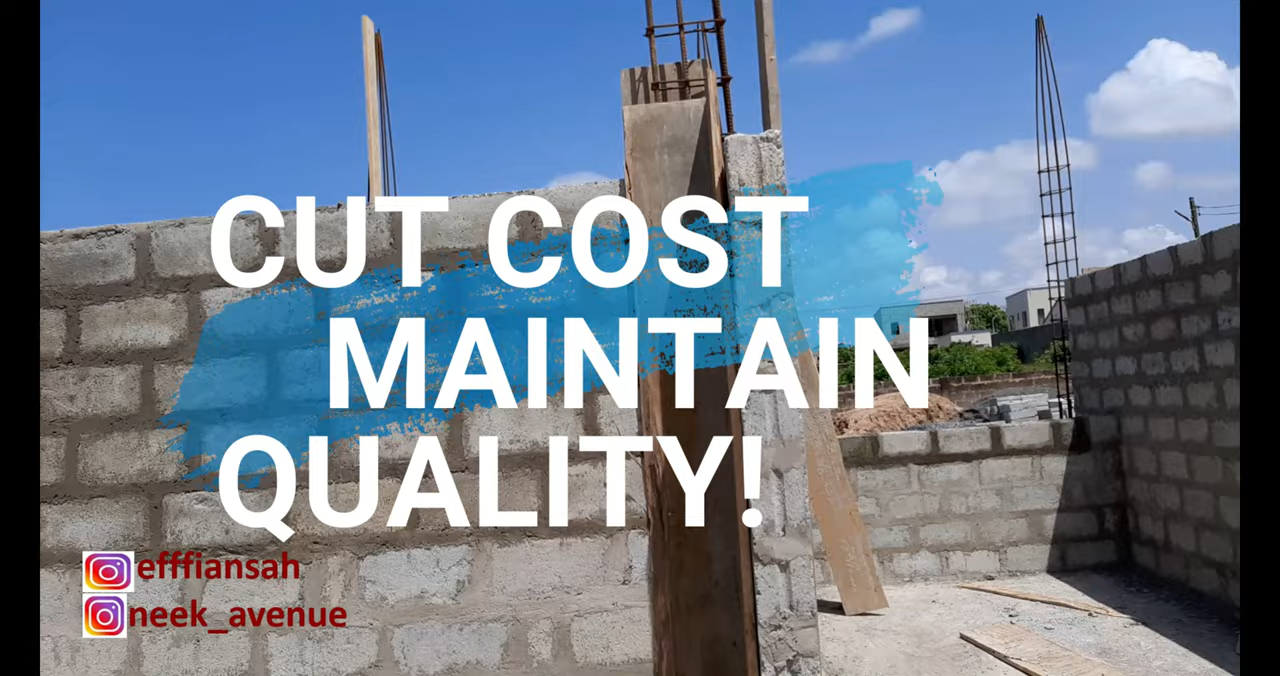 CUT COST
MAINTAIN
QUALITY!
efffiansah
neek_avenue